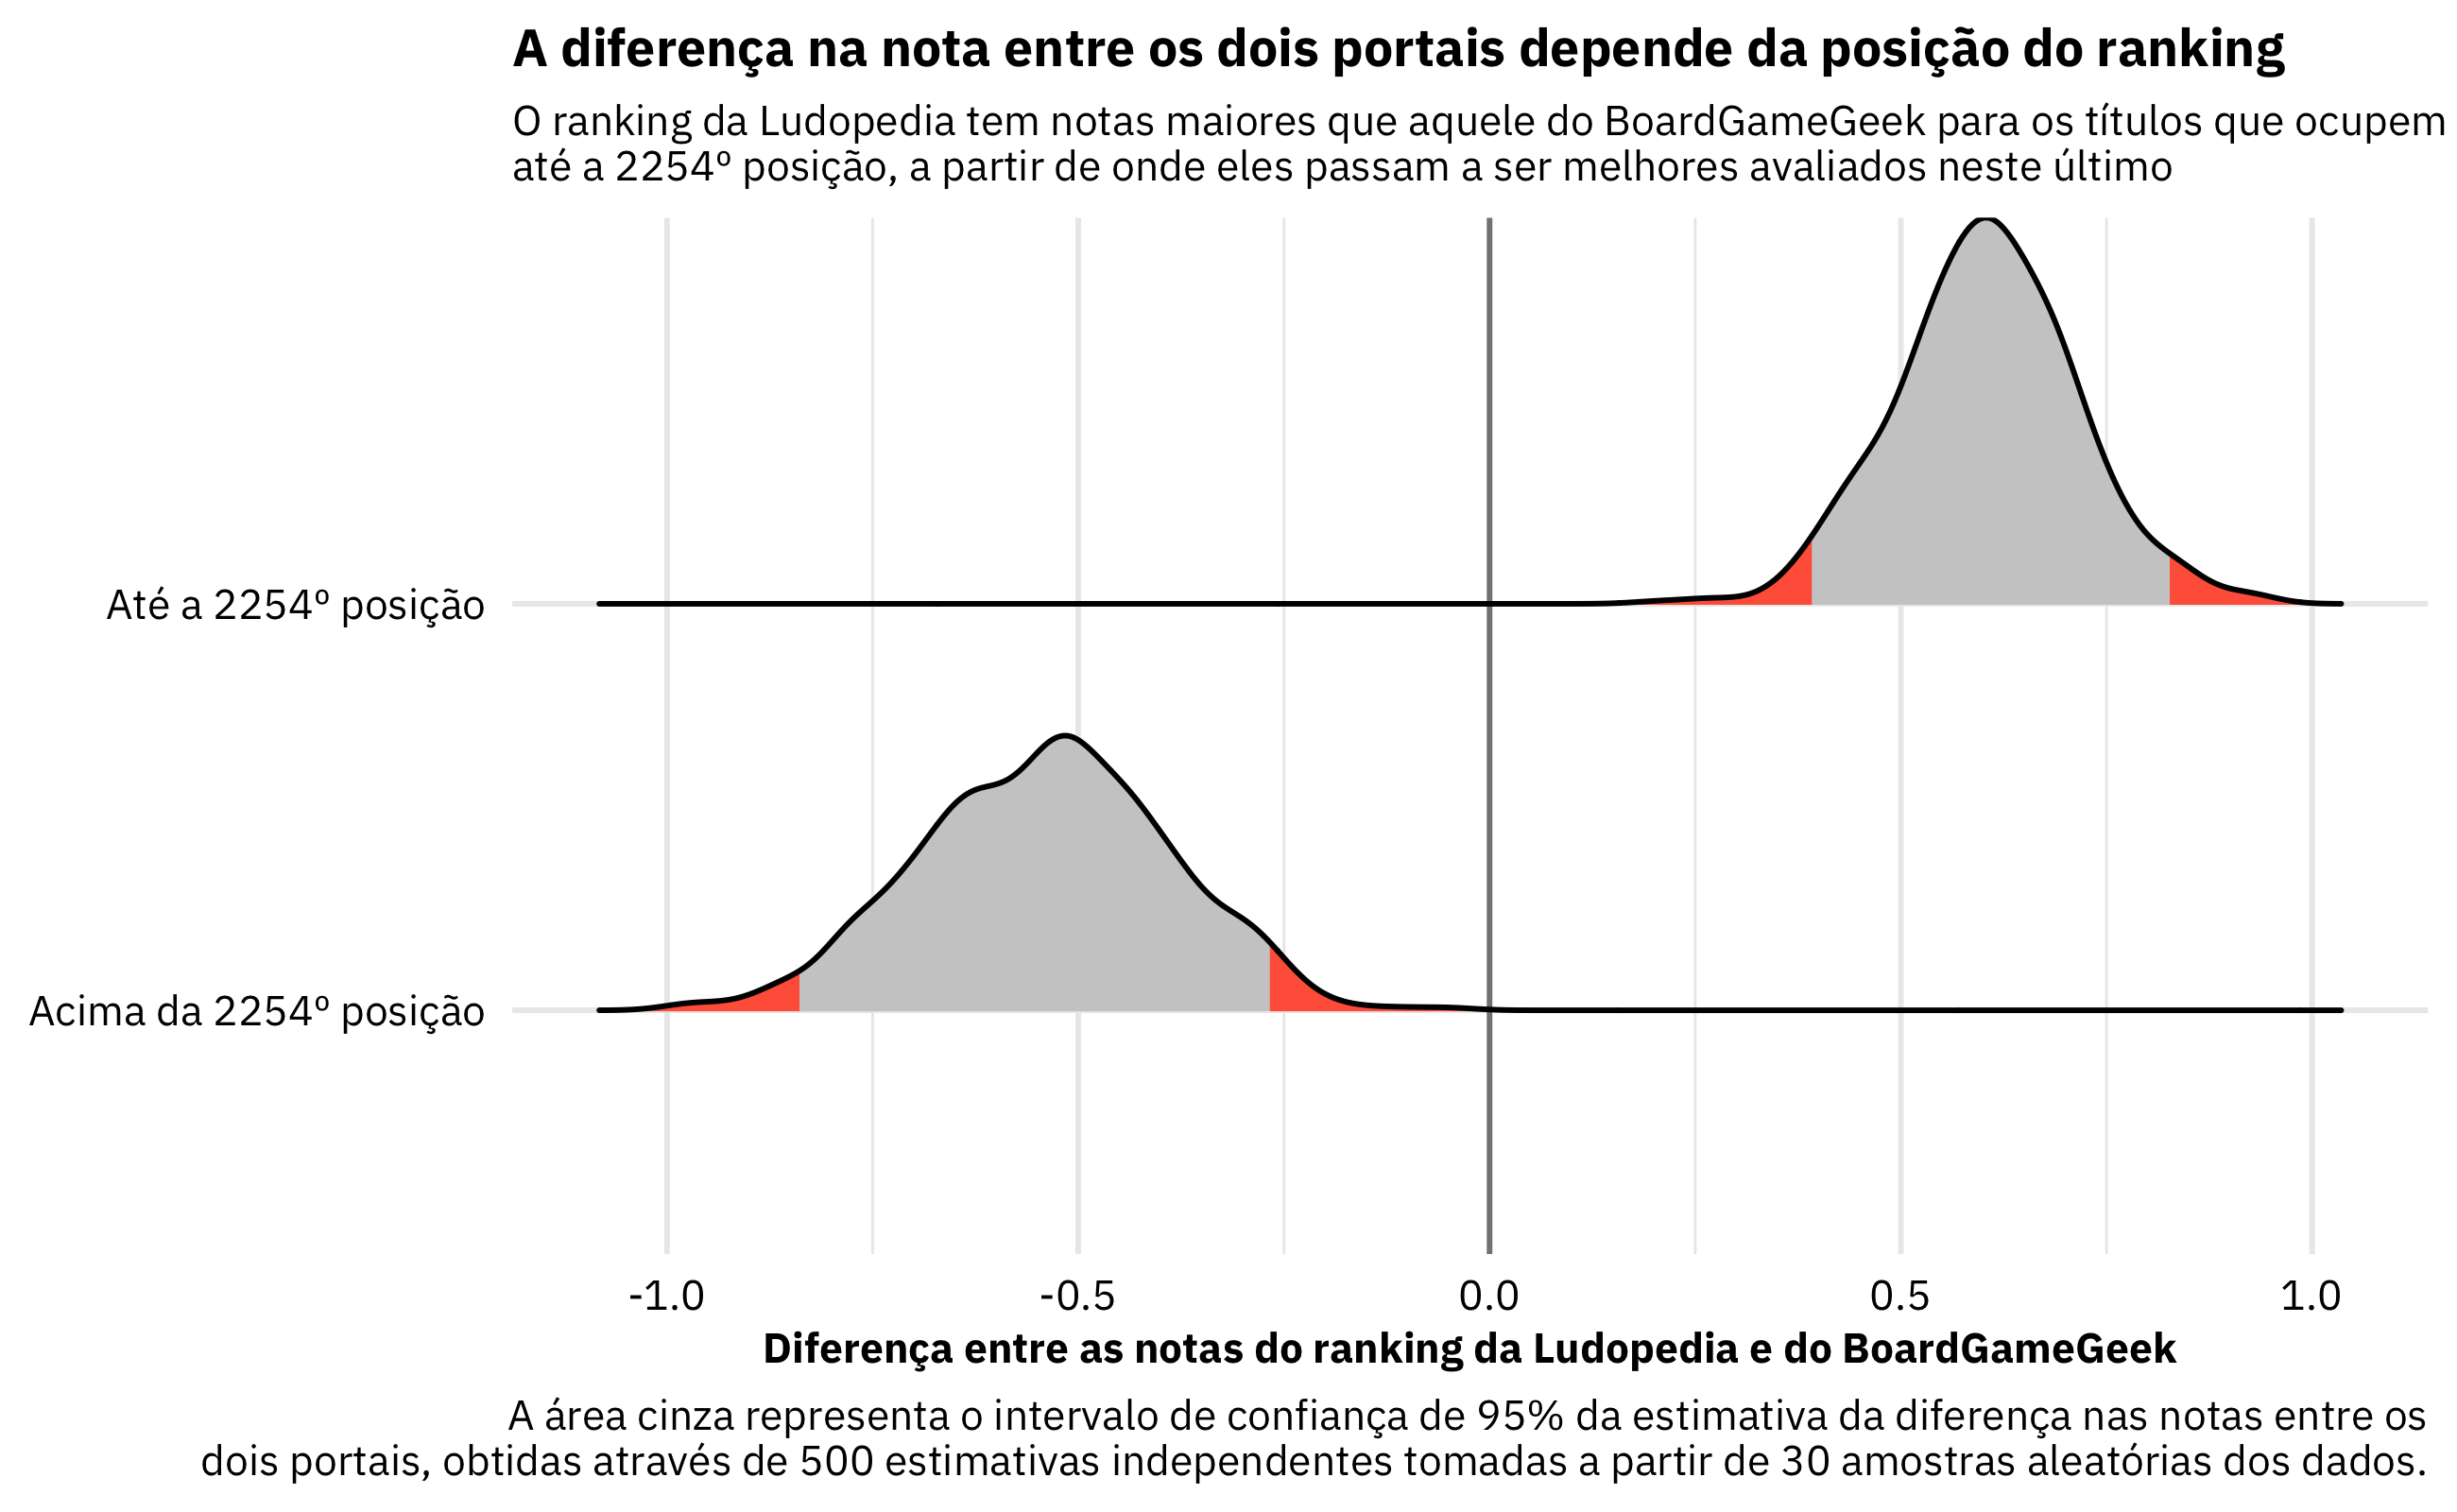 A diferença na nota entre os dois portais depende da posição do ranking
O ranking da Ludopedia tem notas maiores que aquele do BoardGameGeek para os títulos que ocupem
até a 2254º posição, a partir de onde eles passam a ser melhores avaliados neste último
Até a 2254º posição
Acima da 2254º posição
-1.0 -0.5 0.0 0.5 1.0
Diferença entre as notas do ranking da Ludopedia e do BoardGameGeek
A área cinza representa o intervalo de confiança de 95% da estimativa da diferença nas notas entre os
dois portais, obtidas através de 500 estimativas independentes tomadas a partir de 30 amostras aleatórias dos dados.